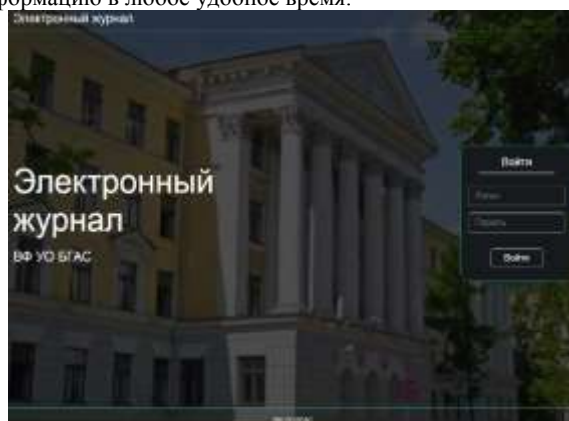 формацию в любое удобное время.
Электронный журнал
Электронный
журнал
ВФ УО БГАС
Войти
Логин
Пароль
Войти